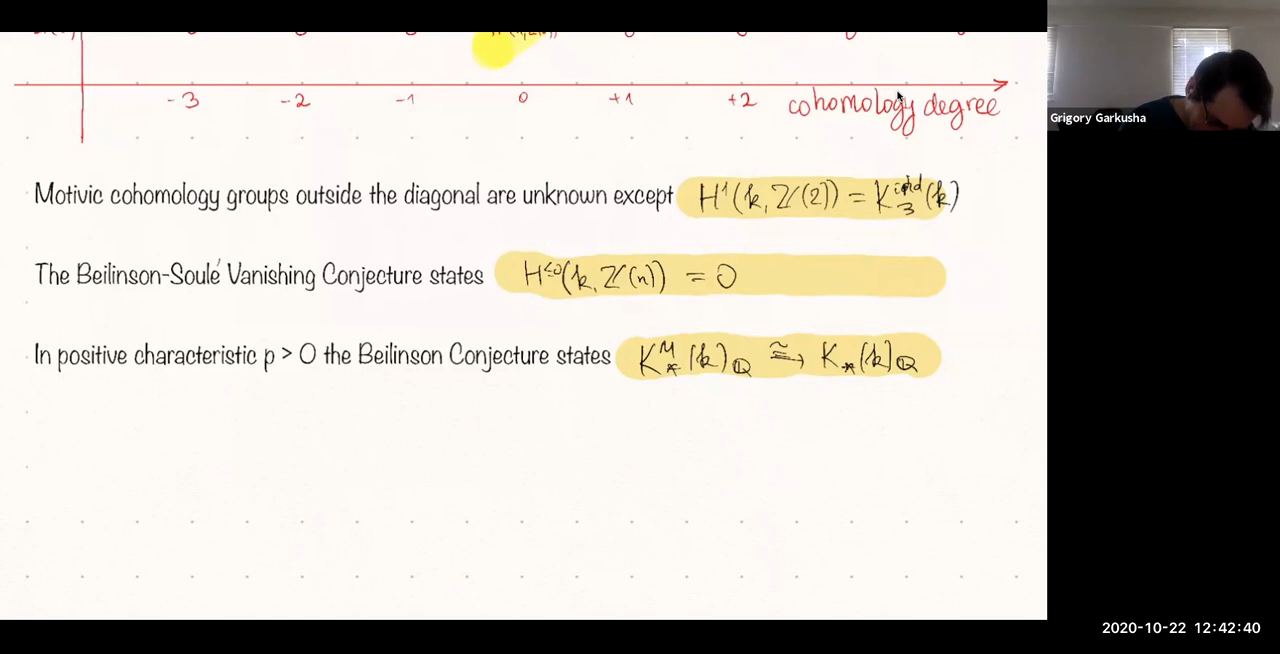 -3 -2 -1 0 +1 +2 cohomology degree
Grigory Garkusha
Motivic cohomology groups outside the diagonal are unknown except H¹(k, ℤ(2)) = K₃ⁱⁿᵈ(k)
The Beilinson-Soulé Vanishing Conjecture states H^{≤0}(k, ℤ(n)) = 0
In positive characteristic p > 0 the Beilinson Conjecture states K^M_*(k)_ℚ ≅→ K_*(k)_ℚ
2020-10-22 12:42:40